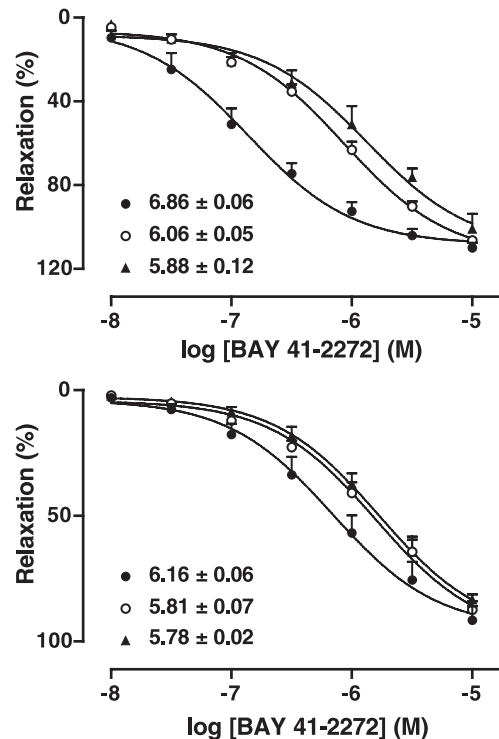 0
40
80
120
Relaxation (%)
● 6.86 ± 0.06
○ 6.06 ± 0.05
▲ 5.88 ± 0.12
-8 -7 -6 -5
log [BAY 41-2272] (M)
0
50
100
Relaxation (%)
● 6.16 ± 0.06
○ 5.81 ± 0.07
▲ 5.78 ± 0.02
-8 -7 -6 -5
log [BAY 41-2272] (M)